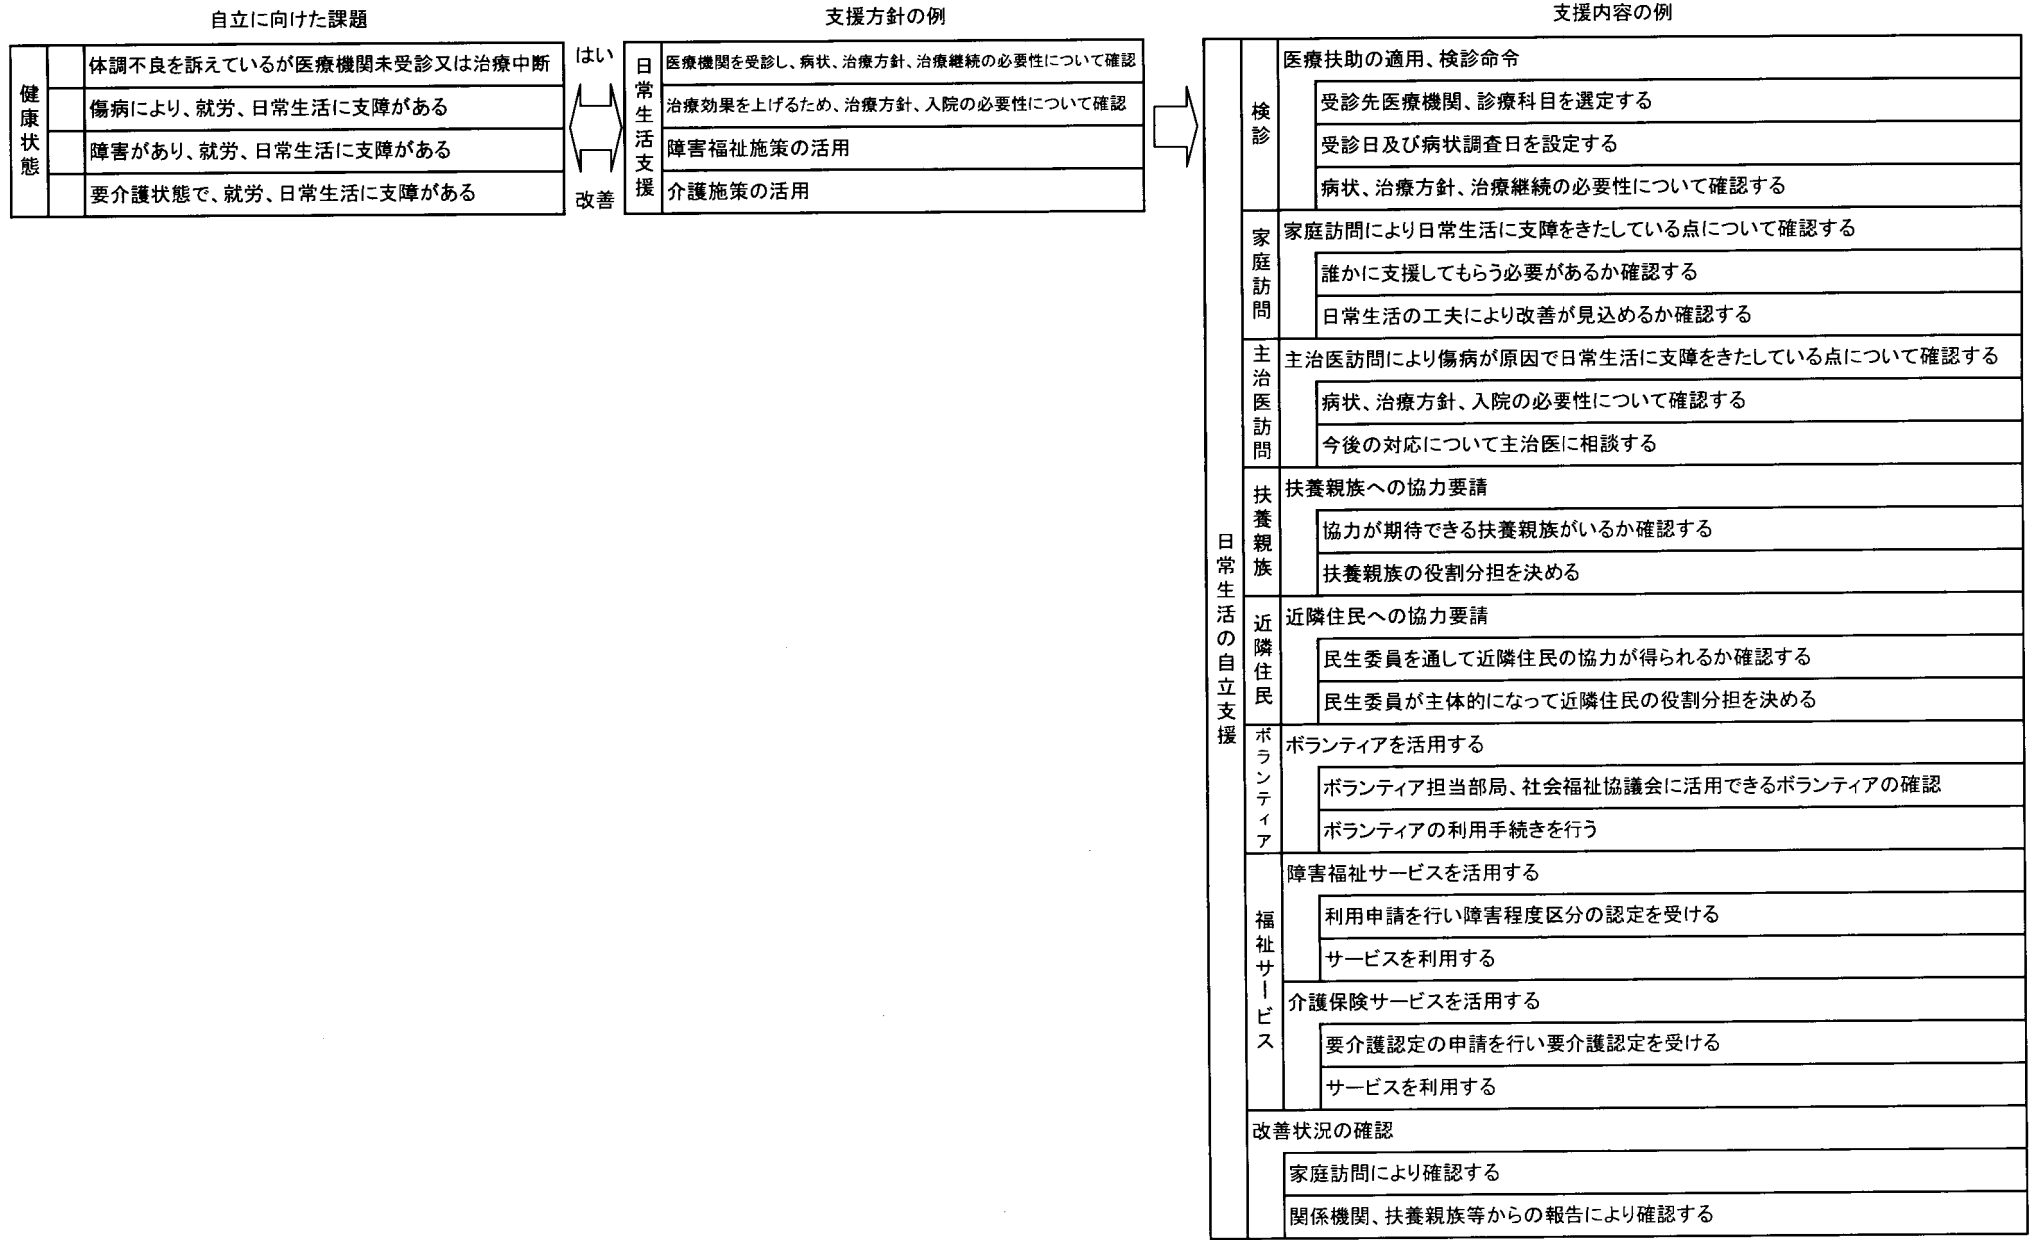 自立に向けた課題
健康状態
体調不良を訴えているが医療機関未受診又は治療中断
傷病により、就労、日常生活に支障がある
障害があり、就労、日常生活に支障がある
要介護状態で、就労、日常生活に支障がある
はい
改善
支援方針の例
日常生活支援
医療機関を受診し、病状、治療方針、治療継続の必要性について確認
治療効果を上げるため、治療方針、入院の必要性について確認
障害福祉施策の活用
介護施策の活用
支援内容の例
日常生活の自立支援
検診
医療扶助の適用、検診命令
受診先医療機関、診療科目を選定する
受診日及び病状調査日を設定する
病状、治療方針、治療継続の必要性について確認する
家庭訪問
家庭訪問により日常生活に支障をきたしている点について確認する
誰かに支援してもらう必要があるか確認する
日常生活の工夫により改善が見込めるか確認する
主治医訪問
主治医訪問により傷病が原因で日常生活に支障をきたしている点について確認する
病状、治療方針、入院の必要性について確認する
今後の対応について主治医に相談する
扶養親族
扶養親族への協力要請
協力が期待できる扶養親族がいるか確認する
扶養親族の役割分担を決める
近隣住民
近隣住民への協力要請
民生委員を通して近隣住民の協力が得られるか確認する
民生委員が主体的になって近隣住民の役割分担を決める
ボランティア
ボランティアを活用する
ボランティア担当部局、社会福祉協議会に活用できるボランティアの確認
ボランティアの利用手続きを行う
福祉サービス
障害福祉サービスを活用する
利用申請を行い障害程度区分の認定を受ける
サービスを利用する
介護保険サービスを活用する
要介護認定の申請を行い要介護認定を受ける
サービスを利用する
改善状況の確認
家庭訪問により確認する
関係機関、扶養親族等からの報告により確認する